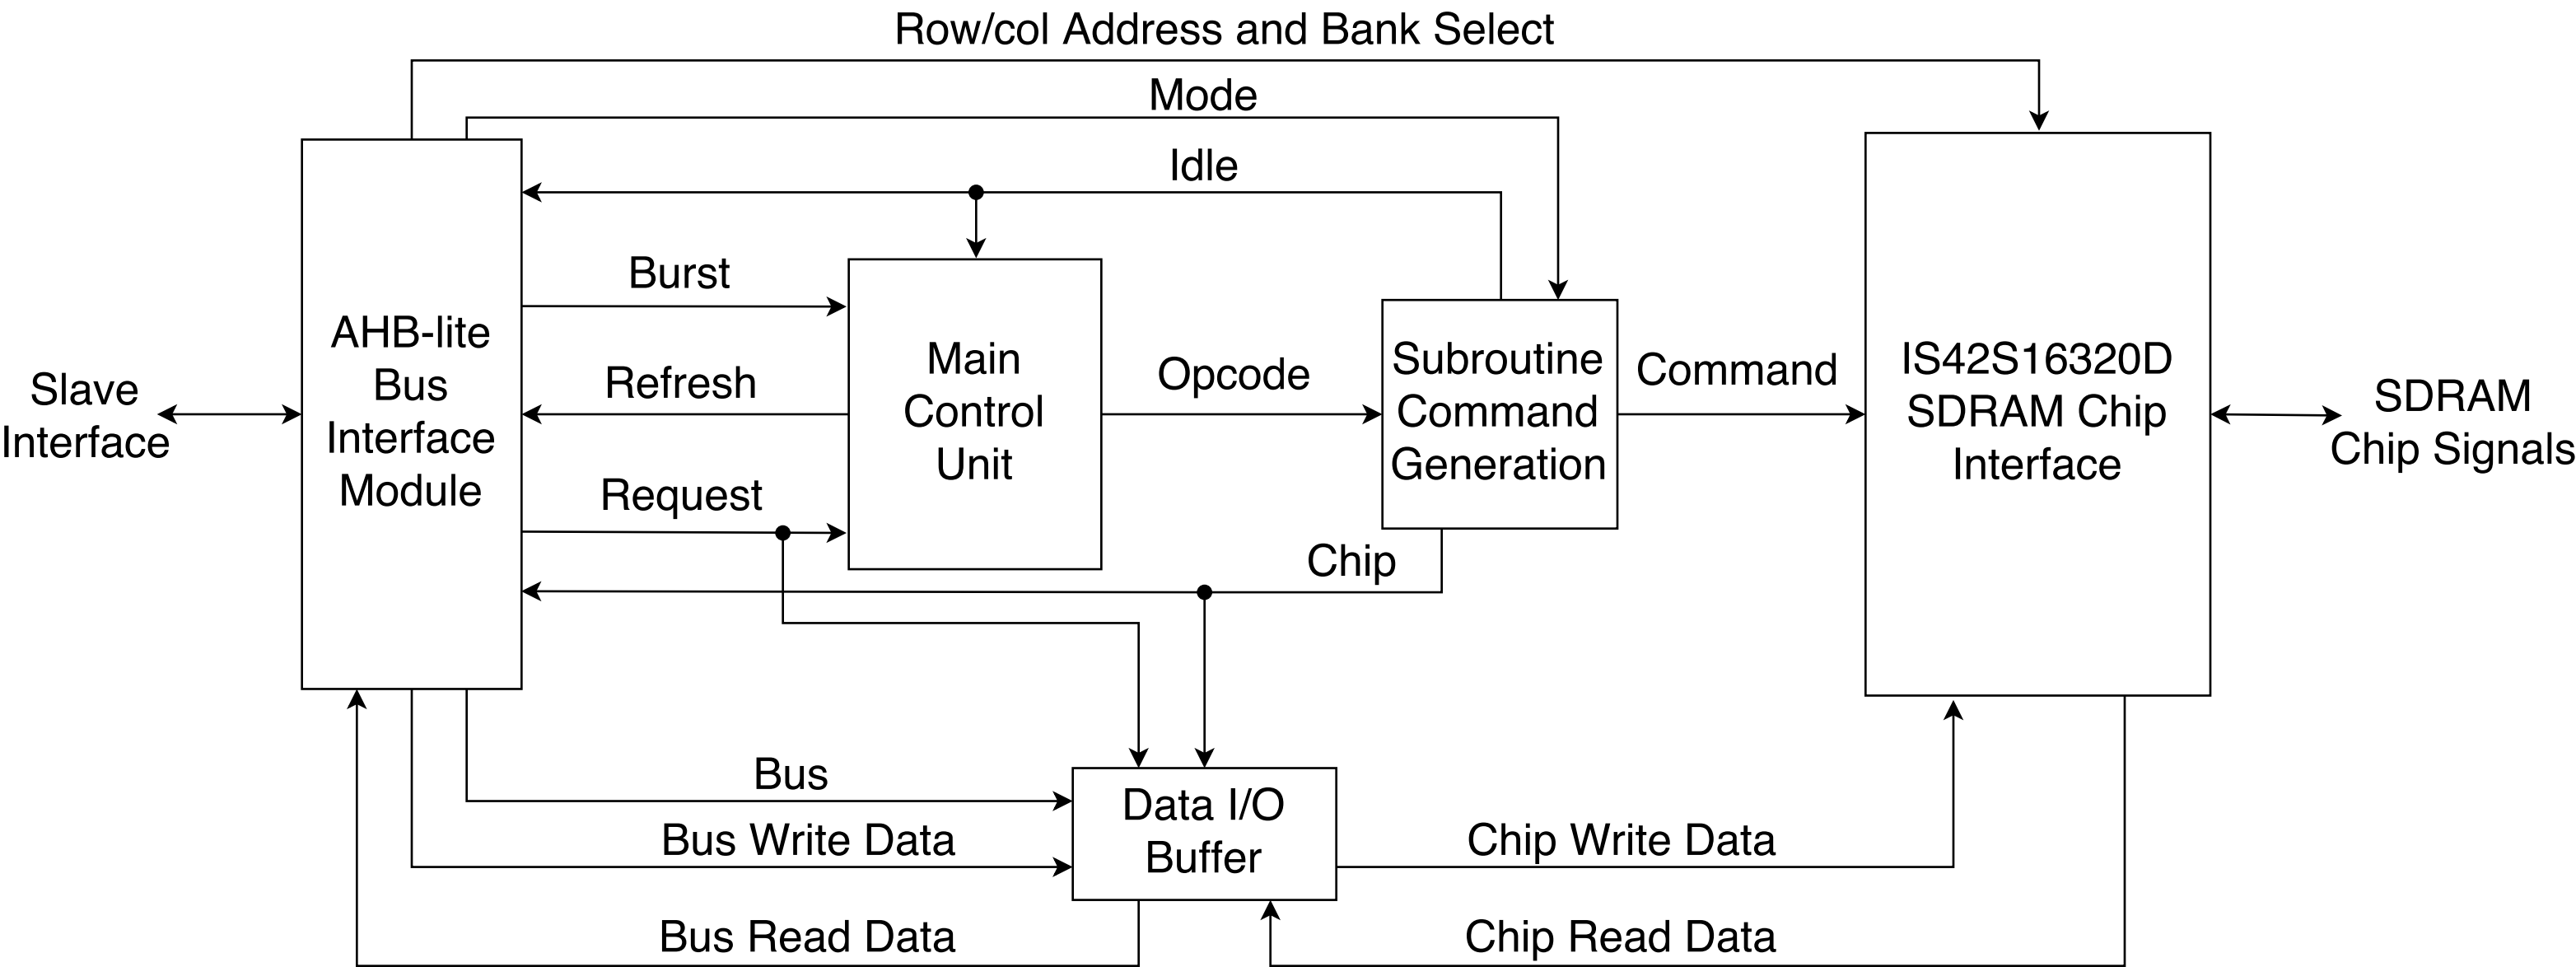 Row/col Address and Bank Select
Mode
Idle
Burst
Refresh
Request
Slave
Interface
AHB-lite
Bus
Interface
Module
Main
Control
Unit
Opcode
Subroutine
Command
Generation
Command
IS42S16320D
SDRAM Chip
Interface
SDRAM
Chip Signals
Chip
Bus
Bus Write Data
Bus Read Data
Data I/O
Buffer
Chip Write Data
Chip Read Data